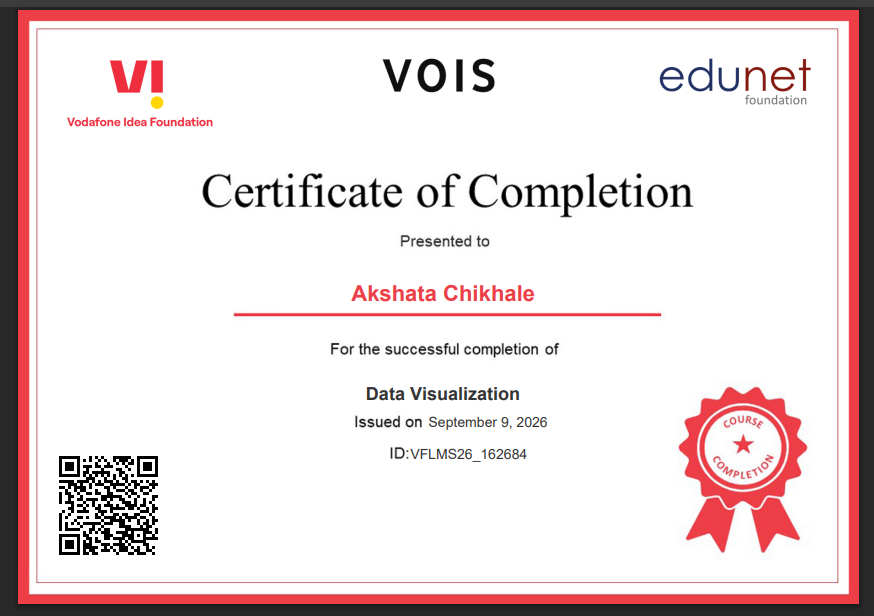 VI
Vodafone Idea Foundation
VOIS
edunet
foundation
Certificate of Completion
Presented to
Akshata Chikhale
For the successful completion of
Data Visualization
Issued on September 9, 2026
ID:VFLMS26_162684
COURSE
COMPLETION